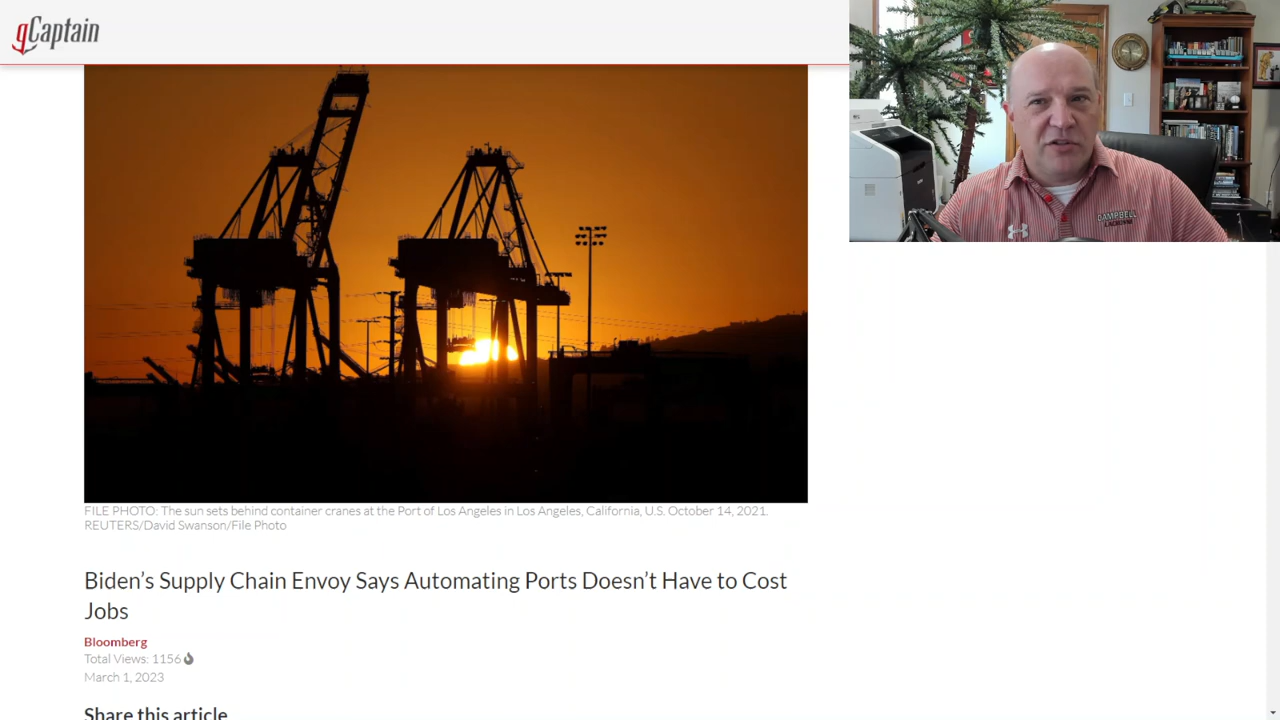 gCaptain
CAMPBELL
LACROSSE
FILE PHOTO: The sun sets behind container cranes at the Port of Los Angeles in Los Angeles, California, U.S. October 14, 2021.
REUTERS/David Swanson/File Photo
Biden’s Supply Chain Envoy Says Automating Ports Doesn’t Have to Cost
Jobs
Bloomberg
Total Views: 1156
March 1, 2023
Share this article